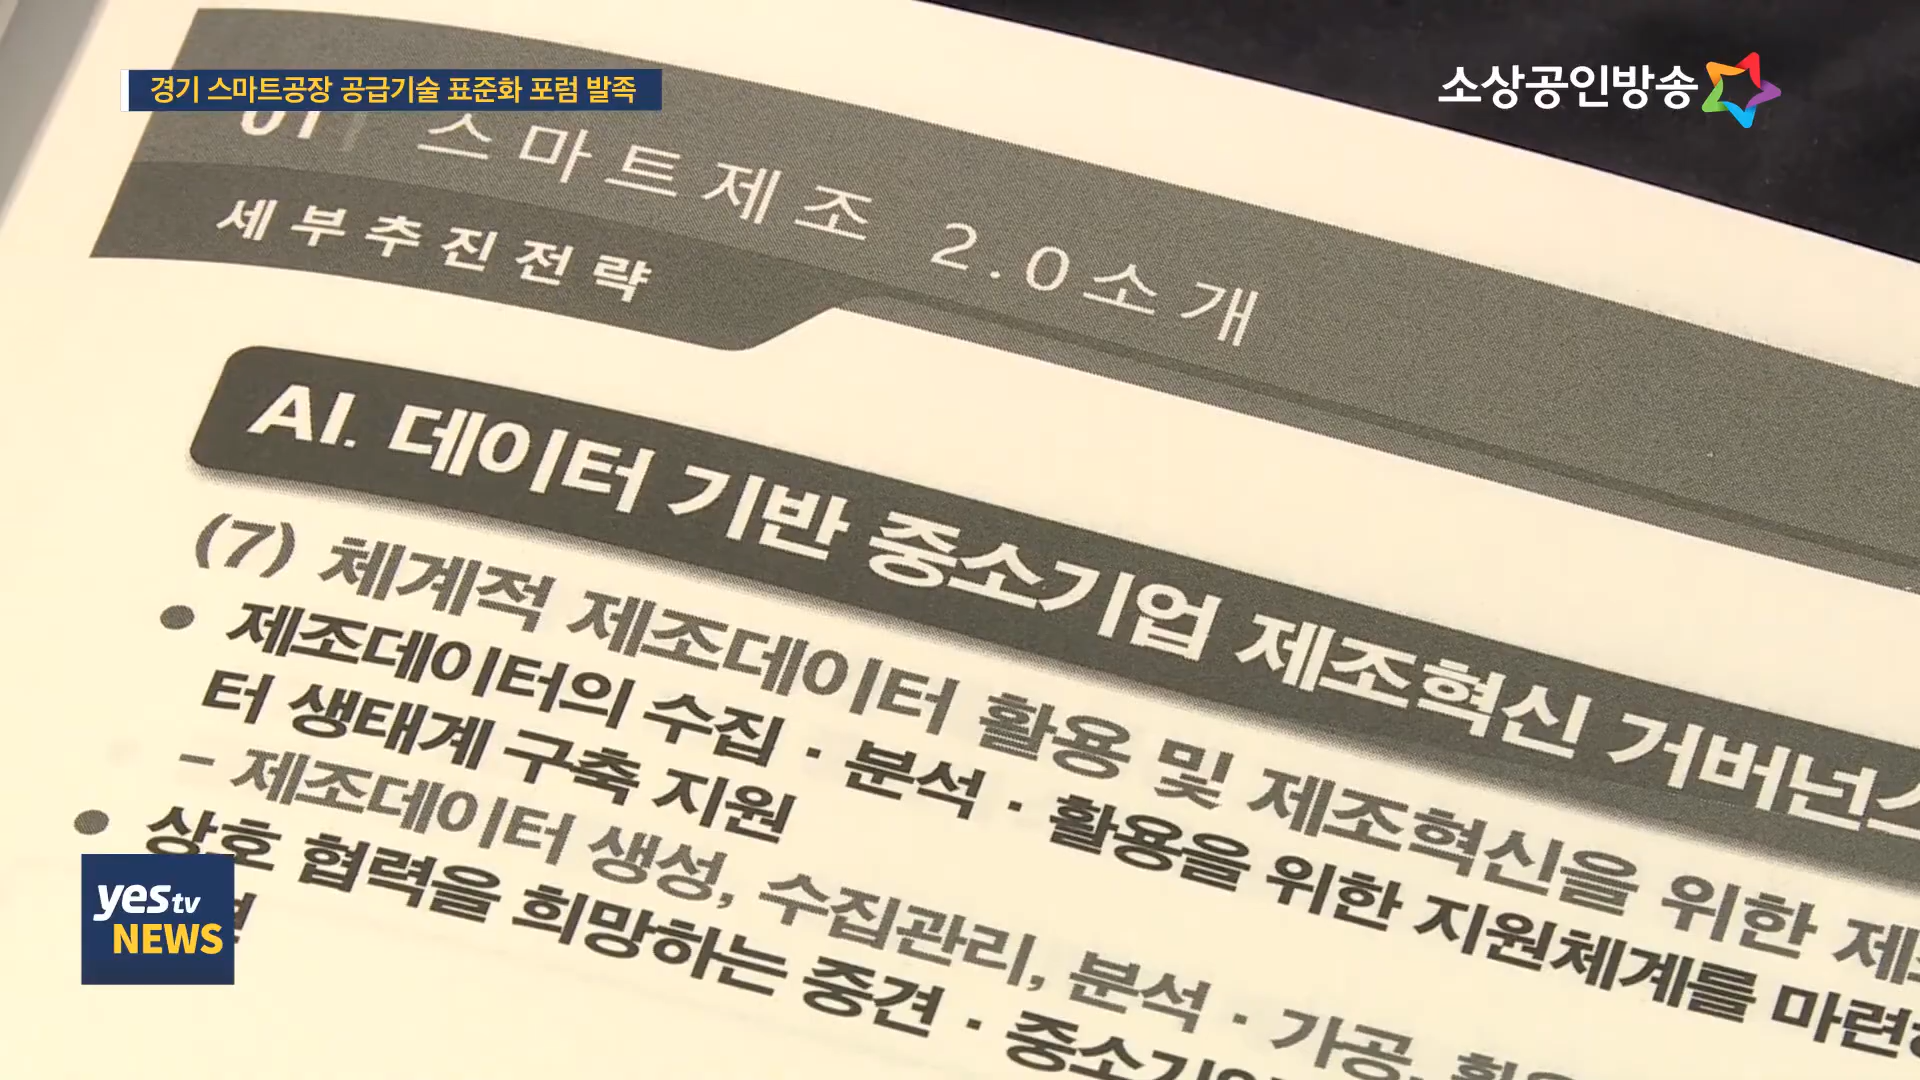 경기 스마트공장 공급기술 표준화 포럼 발족
소상공인방송
01 스마트제조 2.0소개
세부추진전략
AI. 데이터 기반 중소기업 제조혁신 거버넌스
(7) 체계적 제조데이터 활용 및 제조혁신을 위한
● 제조데이터의 수집 · 분석 · 활용을 위한 지원체계를
터 생태계 구축 지원
- 제조데이터 생성, 수집관리, 분석 · 가공,
● 상호 협력을 희망하는 중견 ·
yes tv
NEWS